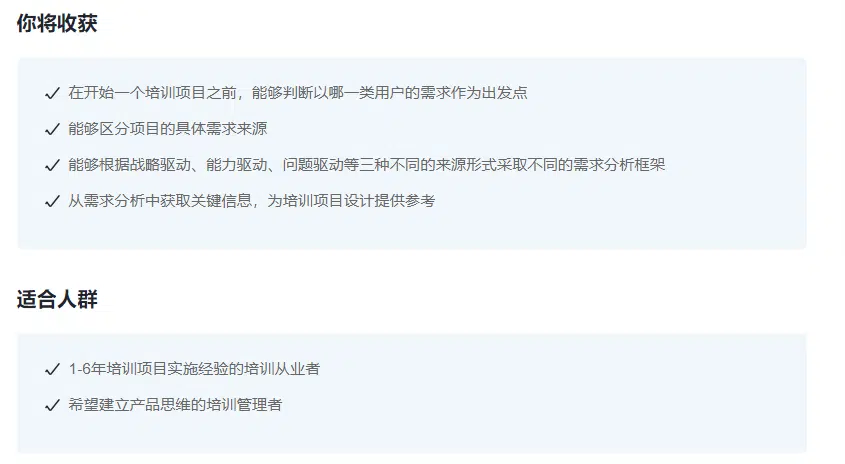 你将收获
在开始一个培训项目之前，能够判断以哪一类用户的需求作为出发点
能够区分项目的具体需求来源
能够根据战略驱动、能力驱动、问题驱动等三种不同的来源形式采取不同的需求分析框架
从需求分析中获取关键信息，为培训项目设计提供参考
适合人群
1-6年培训项目实施经验的培训从业者
希望建立产品思维的培训管理者